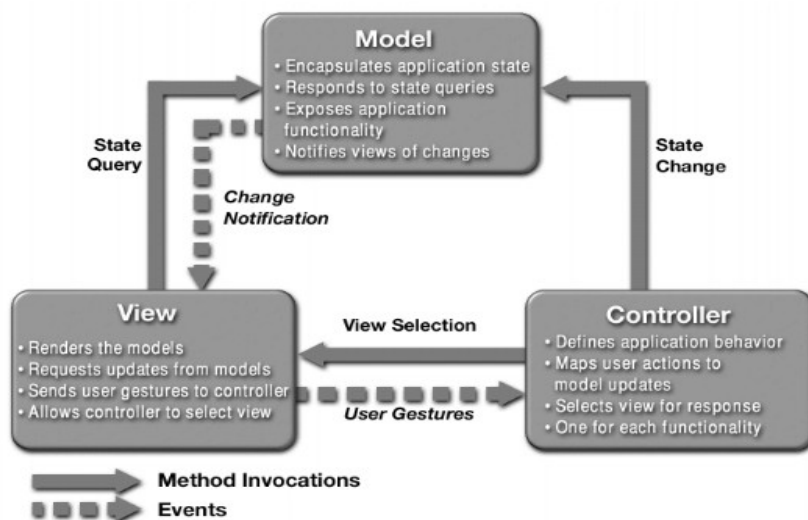 Model
• Encapsulates application state
• Responds to state queries
• Exposes application
functionality
• Notifies views of changes
State
Query
State
Change
Change
Notification
View
• Renders the models
• Requests updates from models
• Sends user gestures to controller
• Allows controller to select view
View Selection
User Gestures
Controller
• Defines application behavior
• Maps user actions to
model updates
• Selects view for response
• One for each functionality
Method Invocations
Events